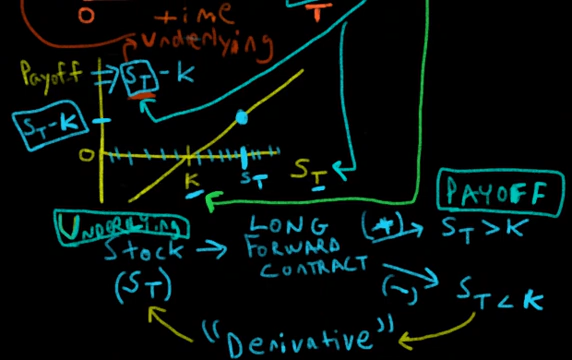 0 time T
underlying
Payoff ⇒ S_T - K
S_T - K
0
K S_T S_T
PAYOFF
UNDERLYING
Stock → LONG FORWARD CONTRACT (+) → S_T > K
(S_T) (~) → S_T < K
"Derivative"